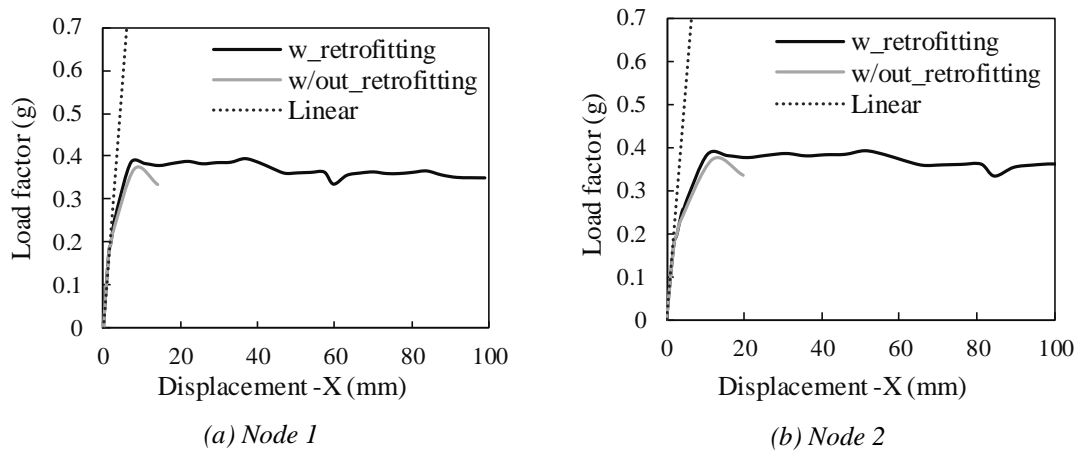 0.7
0.6
0.5
0.4
0.3
0.2
0.1
0
Load factor (g)
w_retrofitting
w/out_retrofitting
Linear
0 20 40 60 80 100
Displacement -X (mm)
(a) Node 1
0.7
0.6
0.5
0.4
0.3
0.2
0.1
0
Load factor (g)
w_retrofitting
w/out_retrofitting
Linear
0 20 40 60 80 100
Displacement -X (mm)
(b) Node 2